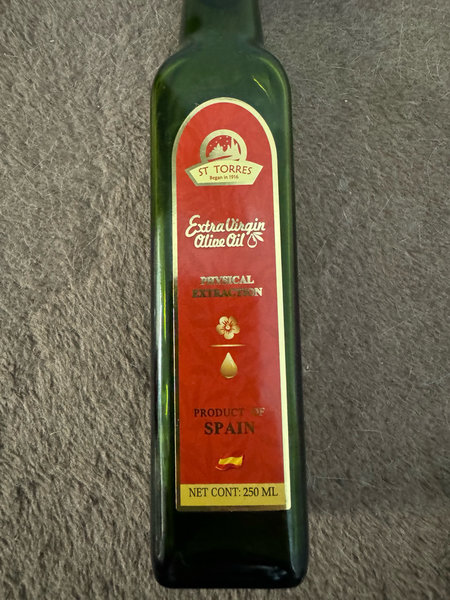 ST TORRES
Began in 1916
Extra Virgin
Olive Oil
PHYSICAL
EXTRACTION
PRODUCT OF
SPAIN
NET CONT: 250 ML